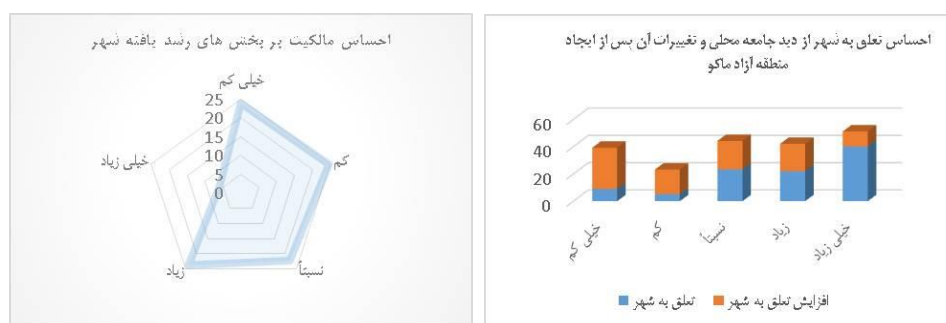 احساس تعلق به شهر از دید جامعه محلی و تغییرات آن پس از ایجاد
منطقه آزاد ماکو
60
40
20
0
خیلی کم
کم
نسبتاً
زیاد
خیلی زیاد
تعلق به شهر
افزایش تعلق به شهر
احساس مالکیت بر بخش های رشد یافته شهر
خیلی کم
25
20
15
10
5
0
کم
نسبتاً
زیاد
خیلی زیاد